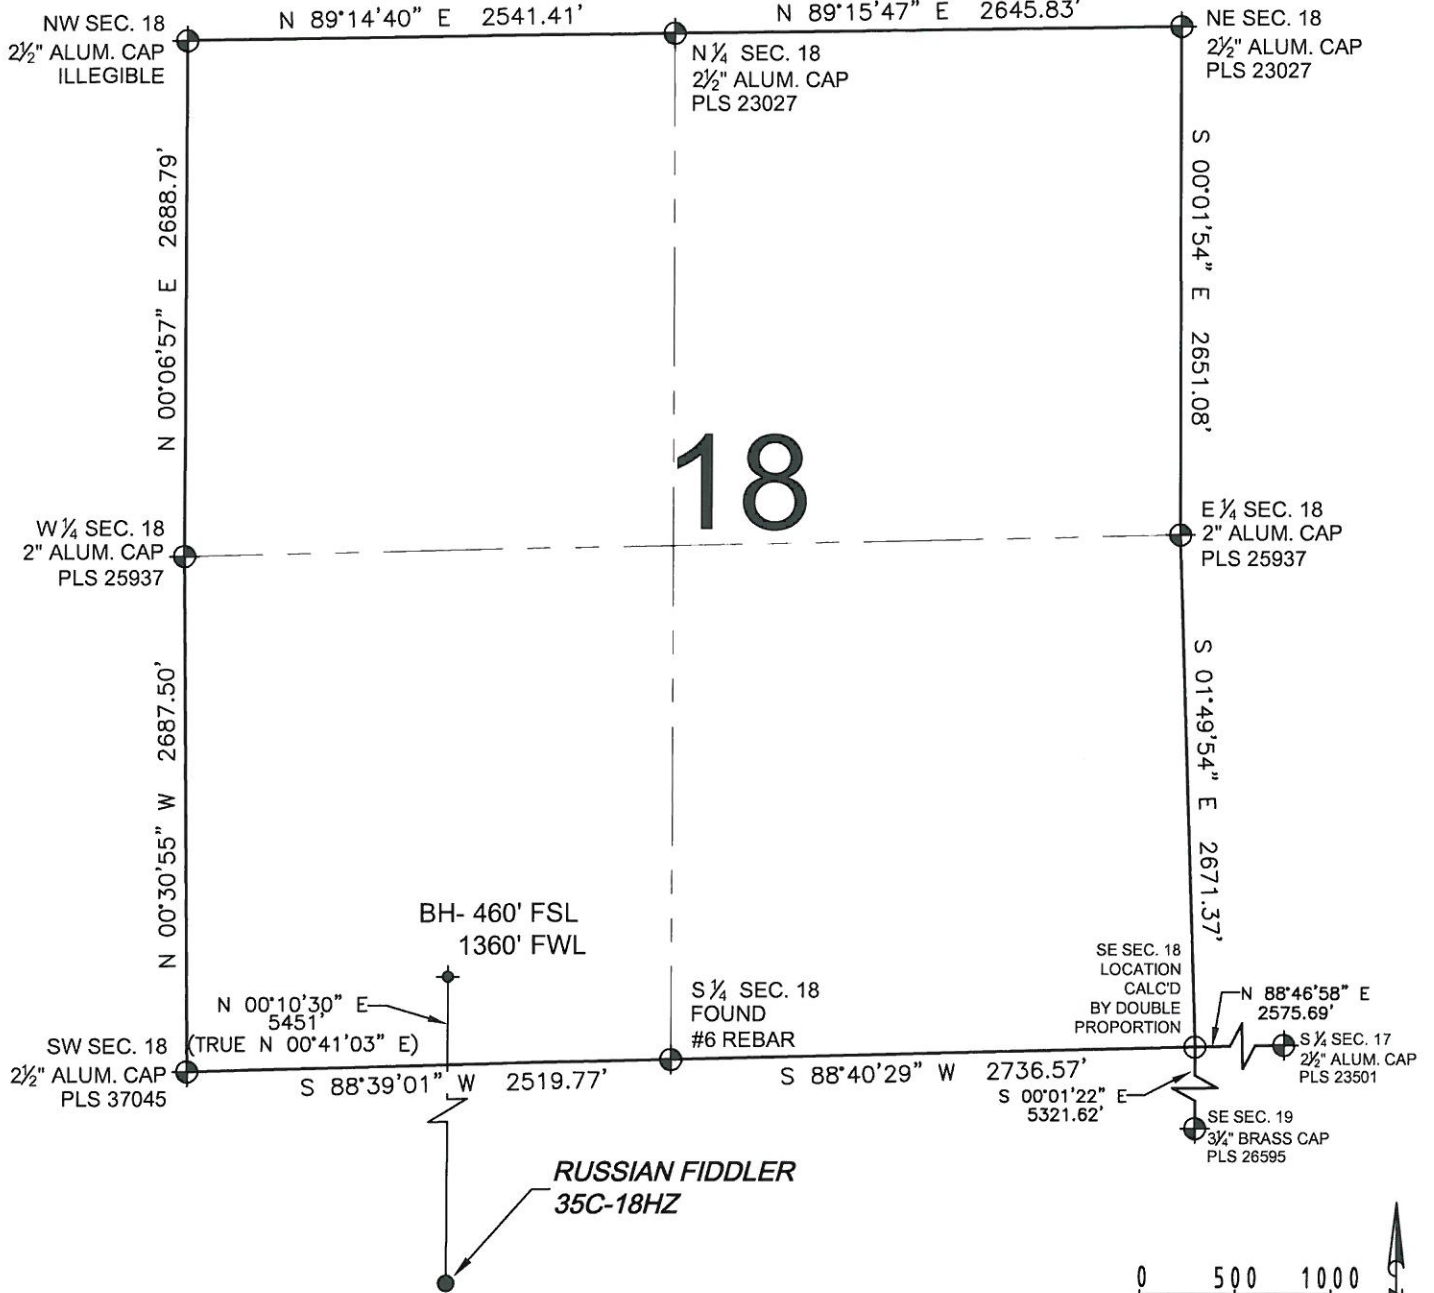 N 89°14'40" E 2541.41'
N 89°15'47" E 2645.83'
NW SEC. 18
2½" ALUM. CAP
ILLEGIBLE
N ¼ SEC. 18
2½" ALUM. CAP
PLS 23027
NE SEC. 18
2½" ALUM. CAP
PLS 23027
N 00°06'57" E 2688.79'
S 00°01'54" E 2651.08'
18
W ¼ SEC. 18
2" ALUM. CAP
PLS 25937
E ¼ SEC. 18
2" ALUM. CAP
PLS 25937
N 00°30'55" W 2687.50'
S 01°49'54" E 2671.37'
BH- 460' FSL
1360' FWL
N 00°10'30" E
5451'
(TRUE N 00°41'03" E)
SW SEC. 18
2½" ALUM. CAP
PLS 37045
S 88°39'01" W 2519.77'
S ¼ SEC. 18
FOUND
#6 REBAR
S 88°40'29" W 2736.57'
SE SEC. 18
LOCATION
CALC'D
BY DOUBLE
PROPORTION
N 88°46'58" E
2575.69'
S ¼ SEC. 17
2½" ALUM. CAP
PLS 23501
S 00°01'22" E
5321.62'
SE SEC. 19
3¼" BRASS CAP
PLS 26595
RUSSIAN FIDDLER
35C-18HZ
0 500 1000